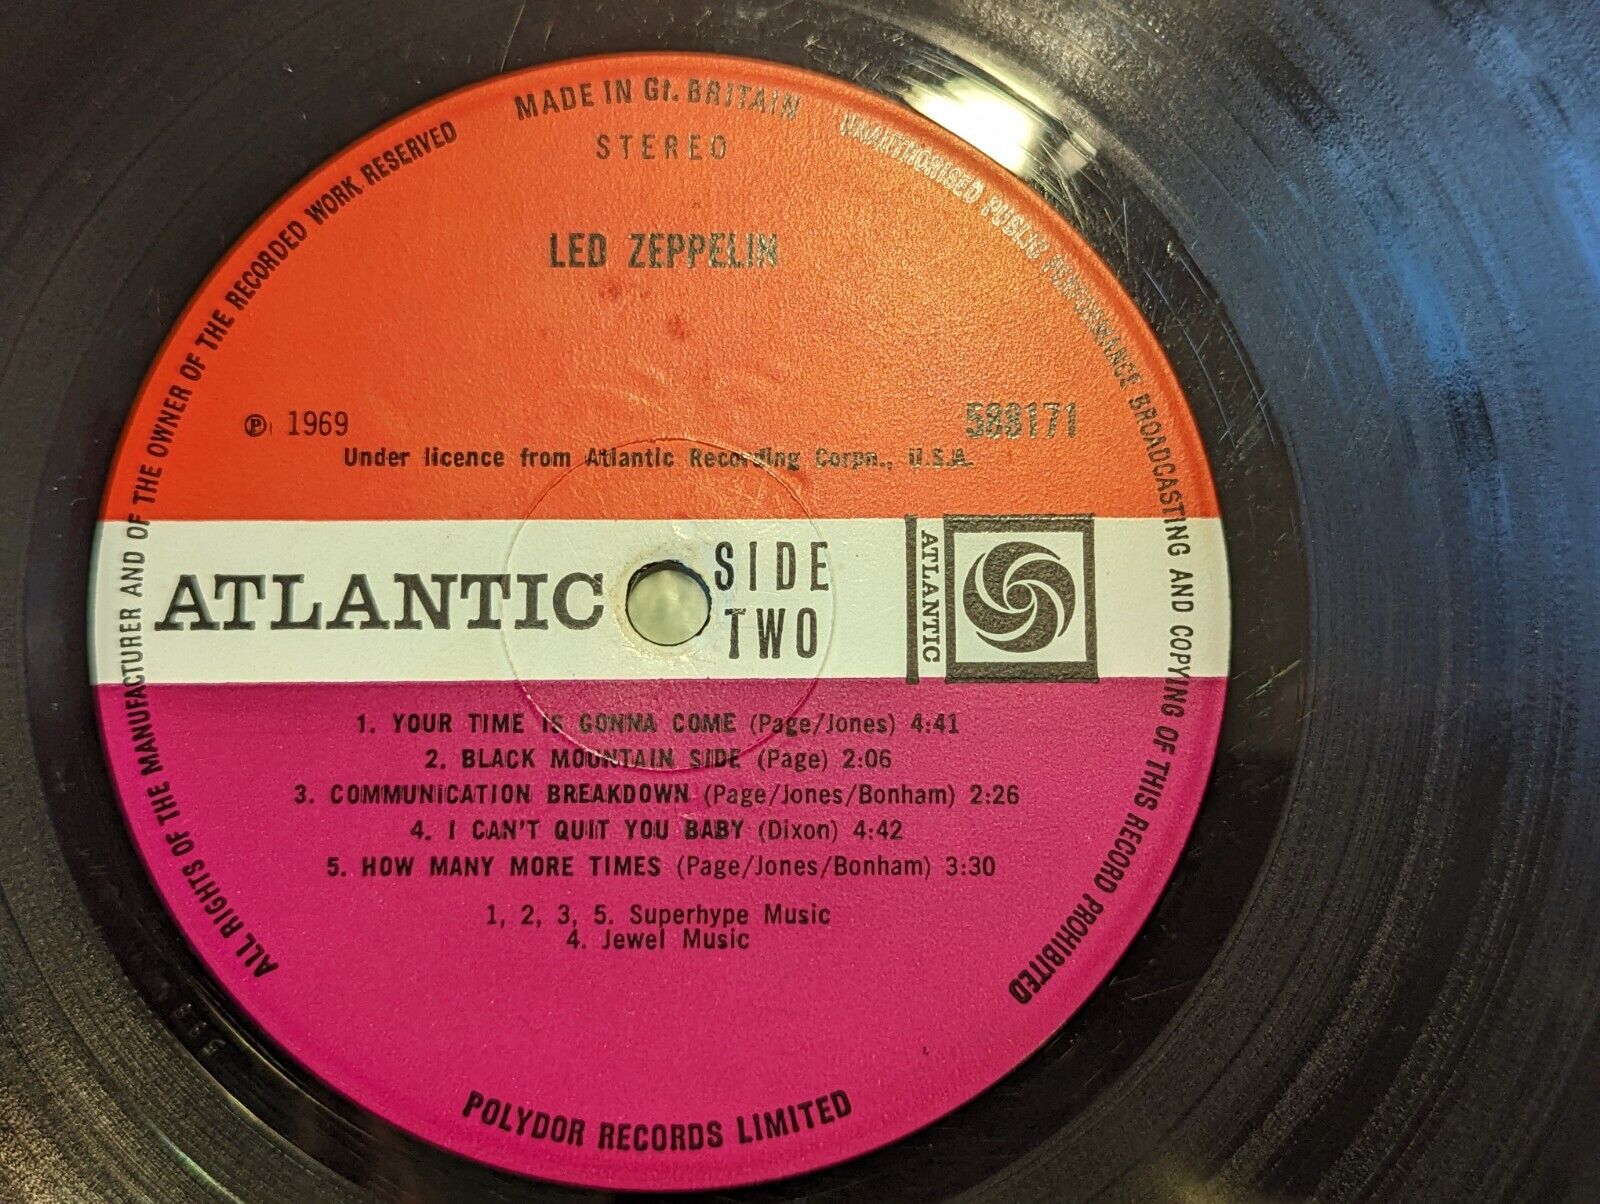 MADE IN Gt. BRITAIN
STEREO
ALL RIGHTS OF THE MANUFACTURER AND OF THE OWNER OF THE RECORDED WORK RESERVED
UNAUTHORISED PUBLIC PERFORMANCE BROADCASTING AND COPYING OF THIS RECORD PROHIBITED
LED ZEPPELIN
℗ 1969
588171
Under licence from Atlantic Recording Corpn., U.S.A.
ATLANTIC
SIDE
TWO
ATLANTIC
1. YOUR TIME IS GONNA COME (Page/Jones) 4:41
2. BLACK MOUNTAIN SIDE (Page) 2:06
3. COMMUNICATION BREAKDOWN (Page/Jones/Bonham) 2:26
4. I CAN'T QUIT YOU BABY (Dixon) 4:42
5. HOW MANY MORE TIMES (Page/Jones/Bonham) 3:30
1, 2, 3, 5. Superhype Music
4. Jewel Music
POLYDOR RECORDS LIMITED